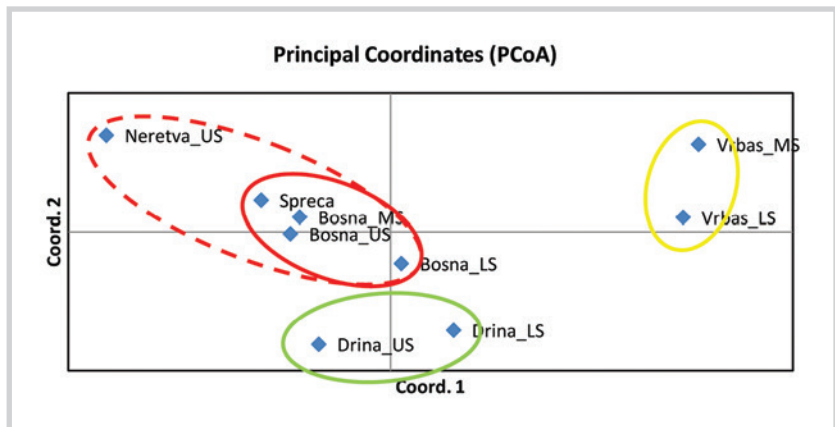 Principal Coordinates (PCoA)
Coord. 2
Neretva_US
Vrbas_MS
Spreca
Bosna_MS
Vrbas_LS
Bosna_US
Bosna_LS
Drina_LS
Drina_US
Coord. 1